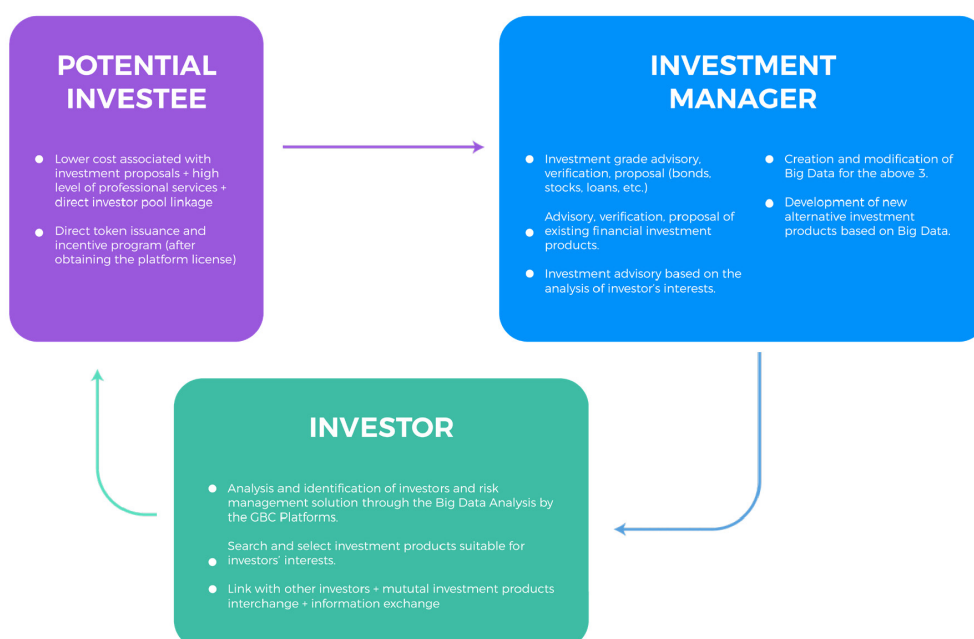 POTENTIAL
INVESTEE
Lower cost associated with
investment proposals + high
level of professional services +
direct investor pool linkage
Direct token issuance and
incentive program (after
obtaining the platform license)
INVESTMENT
MANAGER
Investment grade advisory,
verification, proposal (bonds,
stocks, loans, etc.)
Advisory, verification, proposal of
existing financial investment
products.
Investment advisory based on the
analysis of investor's interests.
Creation and modification of
Big Data for the above 3.
Development of new
alternative investment
products based on Big Data.
INVESTOR
Analysis and identification of investors and risk
management solution through the Big Data Analysis by
the GBC Platforms.
Search and select investment products suitable for
investors' interests.
Link with other investors + mututal investment products
interchange + information exchange